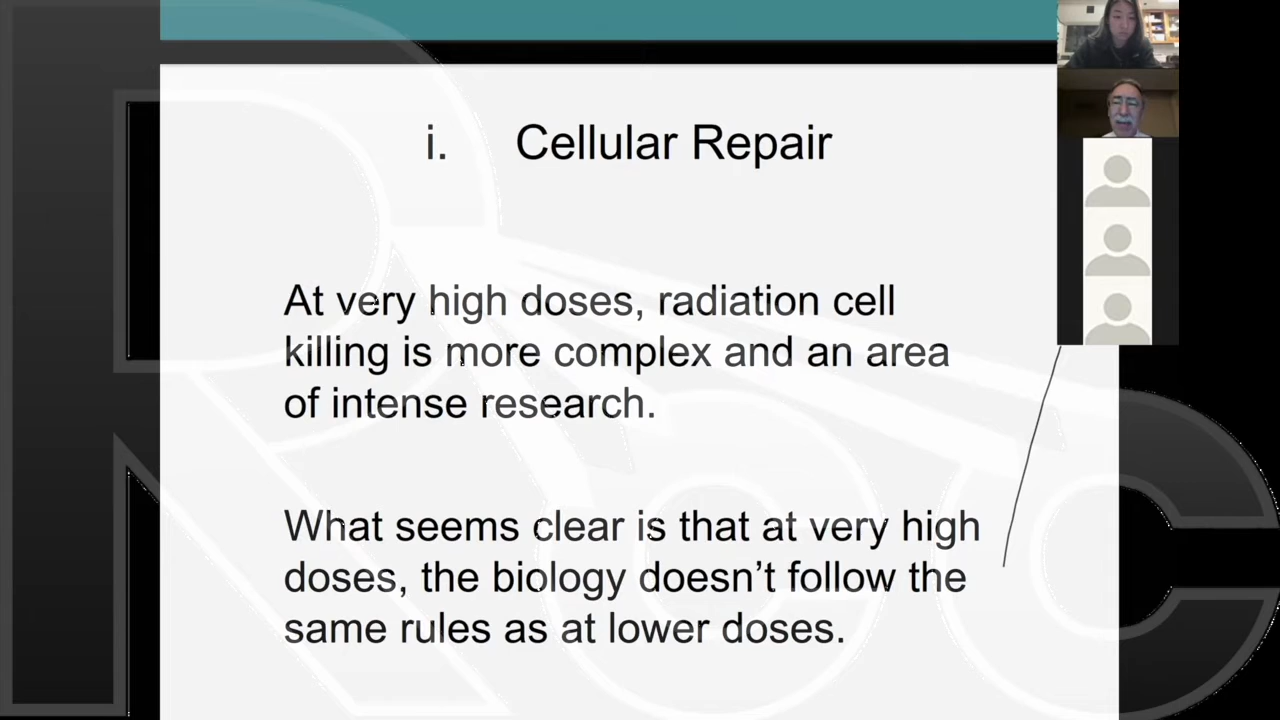 i. Cellular Repair
At very high doses, radiation cell
killing is more complex and an area
of intense research.
What seems clear is that at very high
doses, the biology doesn’t follow the
same rules as at lower doses.